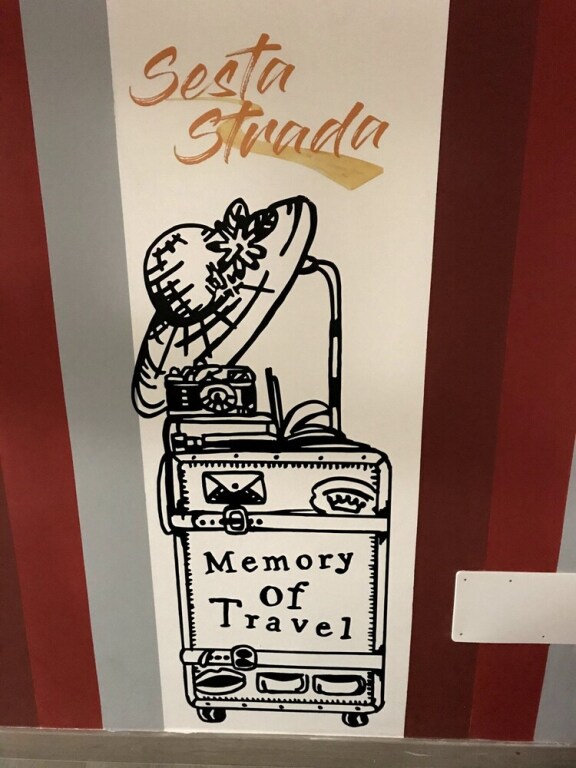 Sesta
Strada
Memory
Of
Travel